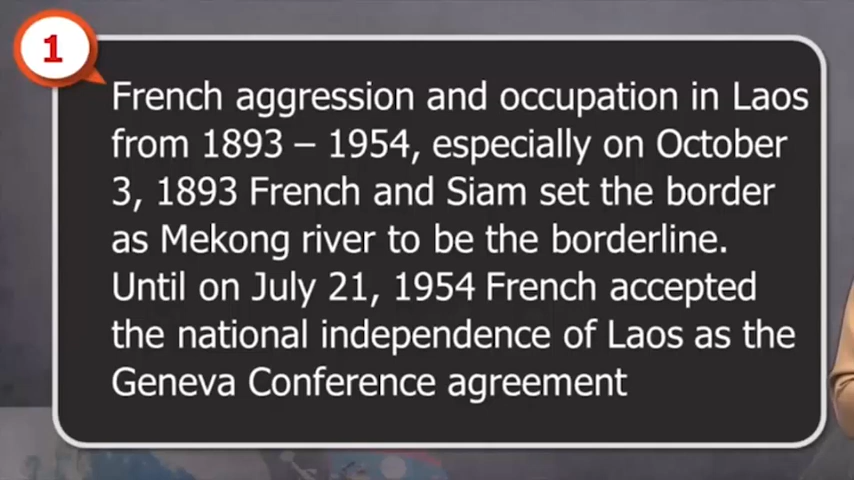 1
French aggression and occupation in Laos
from 1893 – 1954, especially on October
3, 1893 French and Siam set the border
as Mekong river to be the borderline.
Until on July 21, 1954 French accepted
the national independence of Laos as the
Geneva Conference agreement